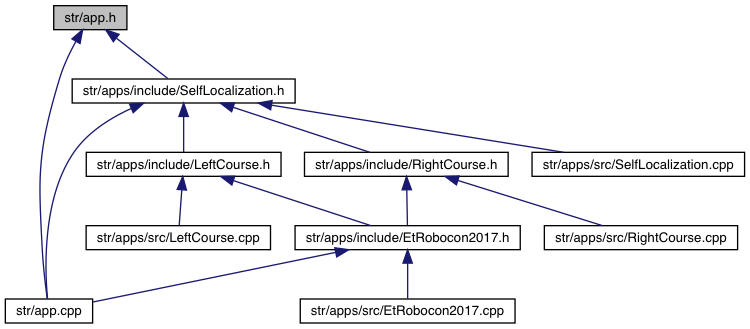 str/app.h
str/apps/include/SelfLocalization.h
str/apps/include/LeftCourse.h
str/apps/include/RightCourse.h
str/apps/src/SelfLocalization.cpp
str/apps/src/LeftCourse.cpp
str/apps/include/EtRobocon2017.h
str/apps/src/RightCourse.cpp
str/app.cpp
str/apps/src/EtRobocon2017.cpp